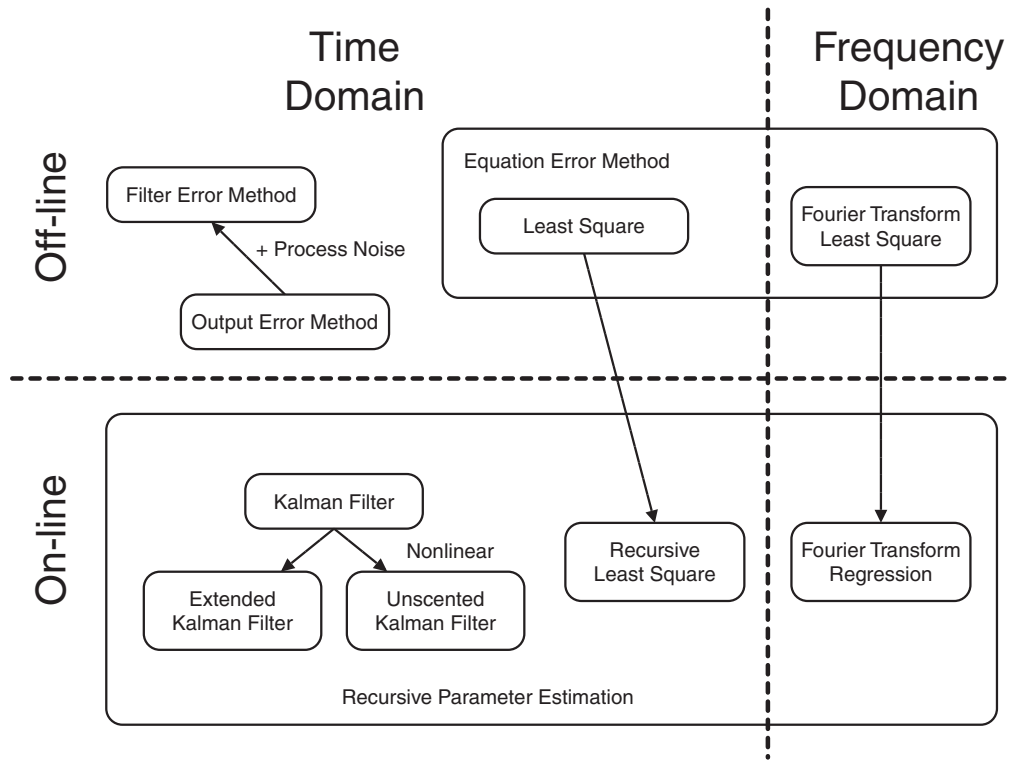 Time
Domain
Frequency
Domain
Off-line
Equation Error Method
Filter Error Method
Least Square
Fourier Transform
Least Square
+ Process Noise
Output Error Method
On-line
Kalman Filter
Nonlinear
Extended
Kalman Filter
Unscented
Kalman Filter
Recursive
Least Square
Fourier Transform
Regression
Recursive Parameter Estimation